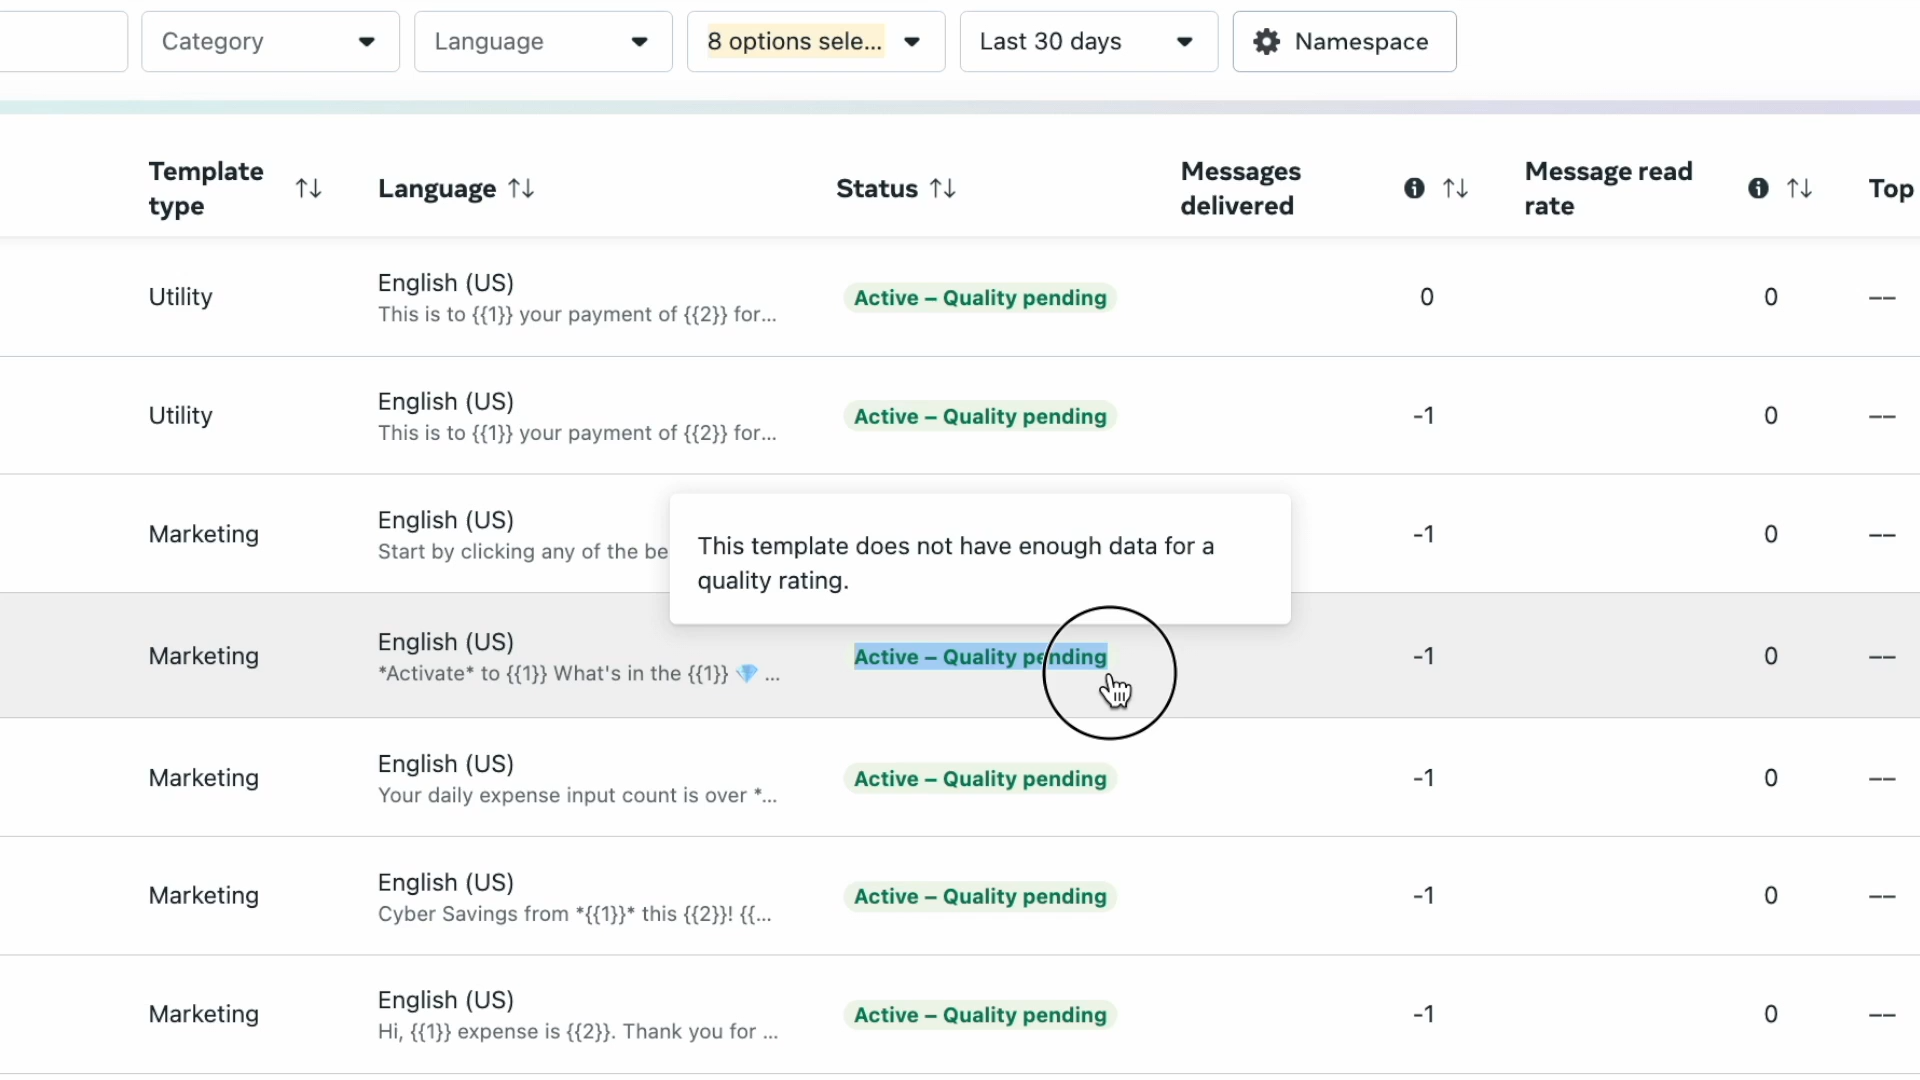 Category
Language
8 options sele...
Last 30 days
Namespace
Template type
Language
Status
Messages delivered
Message read rate
Top
Utility
English (US)
This is to {{1}} your payment of {{2}} for...
Active – Quality pending
0
0
––
Utility
English (US)
This is to {{1}} your payment of {{2}} for...
Active – Quality pending
-1
0
––
Marketing
English (US)
Start by clicking any of the be
This template does not have enough data for a
quality rating.
-1
0
––
Marketing
English (US)
*Activate* to {{1}} What's in the {{1}} 💎 ...
Active – Quality pending
-1
0
––
Marketing
English (US)
Your daily expense input count is over *...
Active – Quality pending
-1
0
––
Marketing
English (US)
Cyber Savings from *{{1}}* this {{2}}! {{...
Active – Quality pending
-1
0
––
Marketing
English (US)
Hi, {{1}} expense is {{2}}. Thank you for ...
Active – Quality pending
-1
0
––